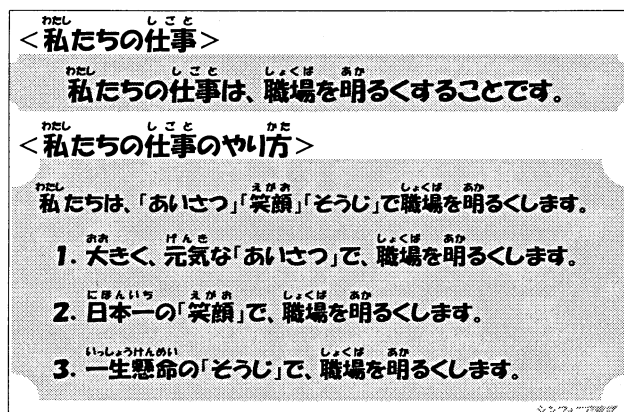 <私たちの仕事>
私たちの仕事は、職場を明るくすることです。
<私たちの仕事のやり方>
私たちは、「あいさつ」「笑顔」「そうじ」で職場を明るくします。
1. 大きく、元気な「あいさつ」で、職場を明るくします。
2. 日本一の「笑顔」で、職場を明るくします。
3. 一生懸命の「そうじ」で、職場を明るくします。